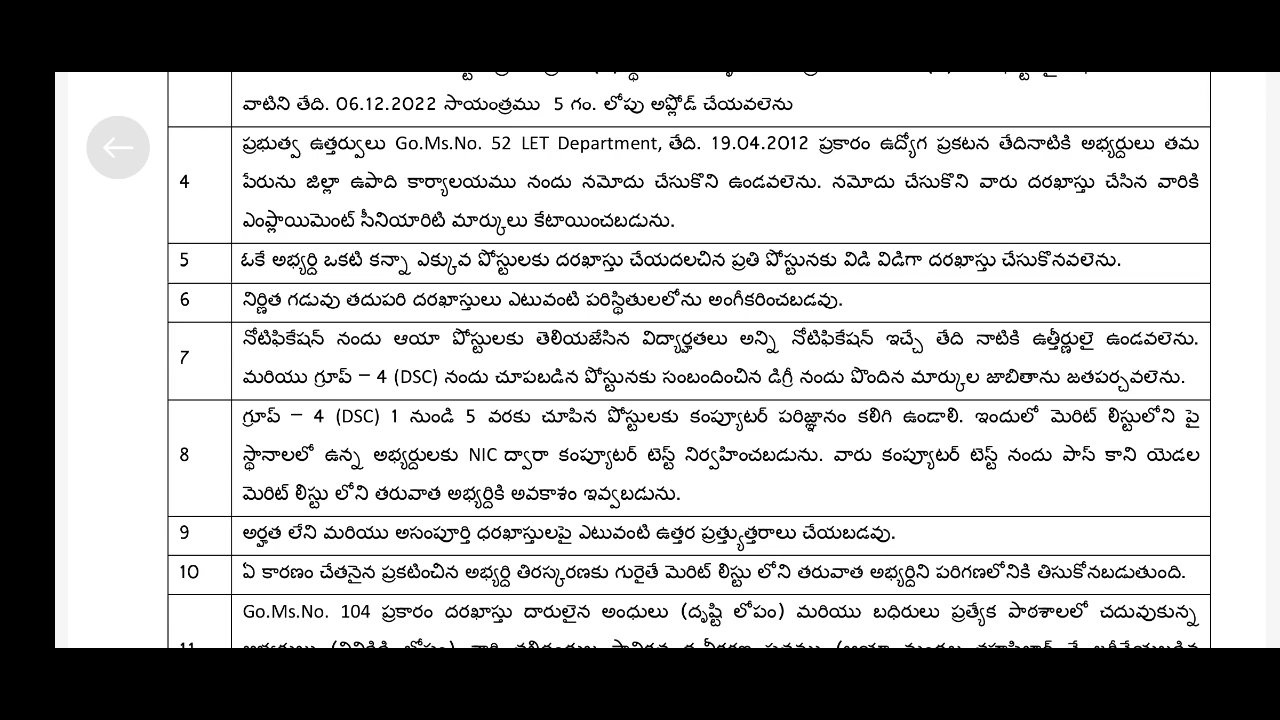 వాటిని తేది. 06.12.2022 సాయంత్రము 5 గం. లోపు అప్లోడ్ చేయవలెను
ప్రభుత్వ ఉత్తర్వులు Go.Ms.No. 52 LET Department, తేది. 19.04.2012 ప్రకారం ఉద్యోగ ప్రకటన తేదినాటికి అభ్యర్దులు తమ
4 పేరును జిల్లా ఉపాది కార్యాలయము నందు నమోదు చేసుకొని ఉండవలెను. నమోదు చేసుకొని వారు దరఖాస్తు చేసిన వారికి
ఎంప్లాయిమెంట్ సీనియారిటి మార్కులు కేటాయించబడును.
5 ఓకే అభ్యర్ది ఒకటి కన్నా ఎక్కువ పోస్టులకు దరఖాస్తు చేయదలచిన ప్రతి పోస్టునకు విడి విడిగా దరఖాస్తు చేసుకొనవలెను.
6 నిర్ణిత గడువు తదుపరి దరఖాస్తులు ఎటువంటి పరిస్థితులలోను అంగీకరించబడవు.
నోటిఫికేషన్ నందు ఆయా పోస్టులకు తెలియజేసిన విద్యార్హతలు అన్ని నోటిఫికేషన్ ఇచ్చే తేది నాటికి ఉత్తీర్ణులై ఉండవలెను.
7
మరియు గ్రూప్ – 4 (DSC) నందు చూపబడిన పోస్టునకు సంబందించిన డిగ్రీ నందు పొందిన మార్కుల జాబితాను జతపర్చవలెను.
గ్రూప్ – 4 (DSC) 1 నుండి 5 వరకు చూపిన పోస్టులకు కంప్యూటర్ పరిజ్ఞానం కలిగి ఉండాలి. ఇందులో మెరిట్ లిస్టులోని పై
8 స్థానాలలో ఉన్న అభ్యర్దులకు NIC ద్వారా కంప్యూటర్ టెస్ట్ నిర్వహించబడును. వారు కంప్యూటర్ టెస్ట్ నందు పాస్ కాని యెడల
మెరిట్ లిస్టు లోని తరువాత అభ్యర్దికి అవకాశం ఇవ్వబడును.
9 అర్హత లేని మరియు అసంపూర్తి ధరఖాస్తులపై ఎటువంటి ఉత్తర ప్రత్త్యుత్తరాలు చేయబడవు.
10 ఏ కారణం చేతనైన ప్రకటించిన అభ్యర్ది తిరస్కరణకు గురైతే మెరిట్ లిస్టు లోని తరువాత అభ్యర్దిని పరిగణలోనికి తిసుకోనబడుతుంది.
Go.Ms.No. 104 ప్రకారం దరఖాస్తు దారులైన అంధులు (దృష్టి లోపం) మరియు బధిరులు ప్రత్యేక పాఠశాలలో చదువుకున్న
11